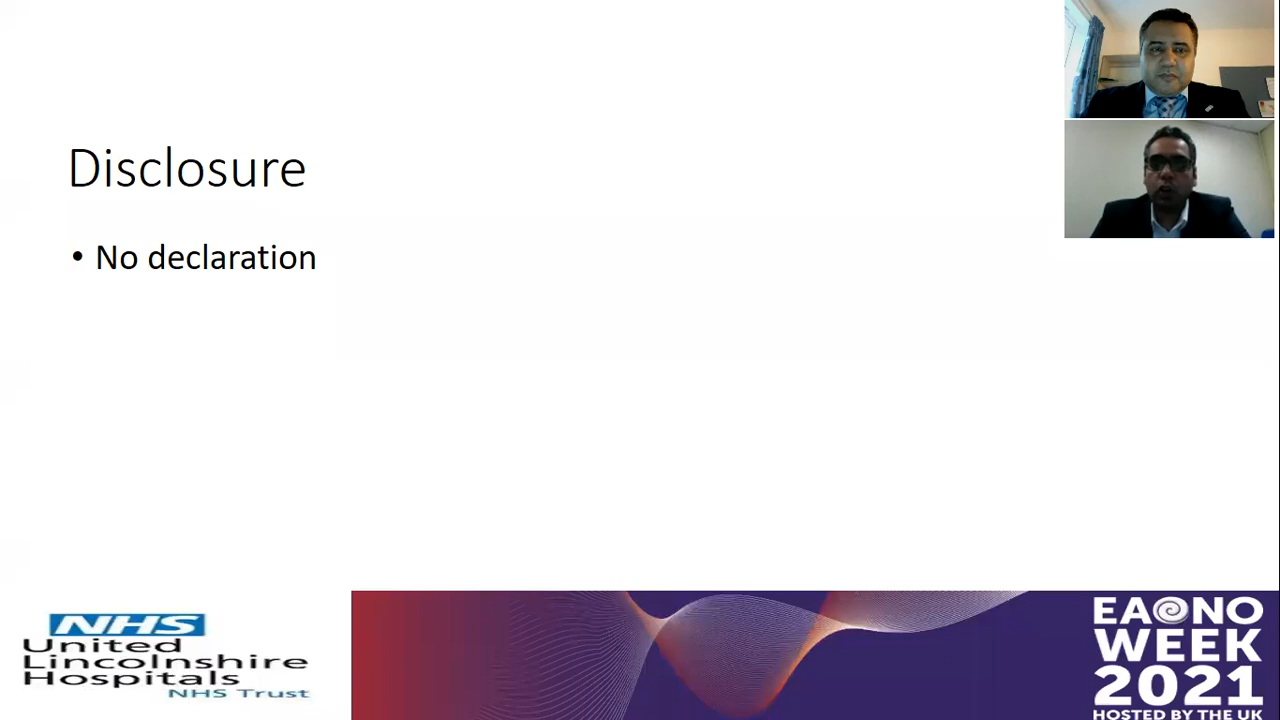 Disclosure
• No declaration
NHS
United
Lincolnshire
Hospitals
NHS Trust
EAONO
WEEK
2021
HOSTED BY THE UK